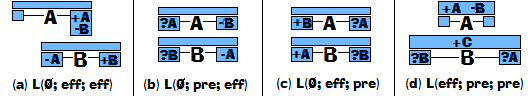 A +A
-B
-A B +B
(a) L(∅; eff; eff)
?A A -B
?B B -A
(b) L(∅; pre; eff)
+B A ?A
+A B ?B
(c) L(∅; eff; pre)
+A -B
A
+C
?B B ?A
(d) L(eff; pre; pre)